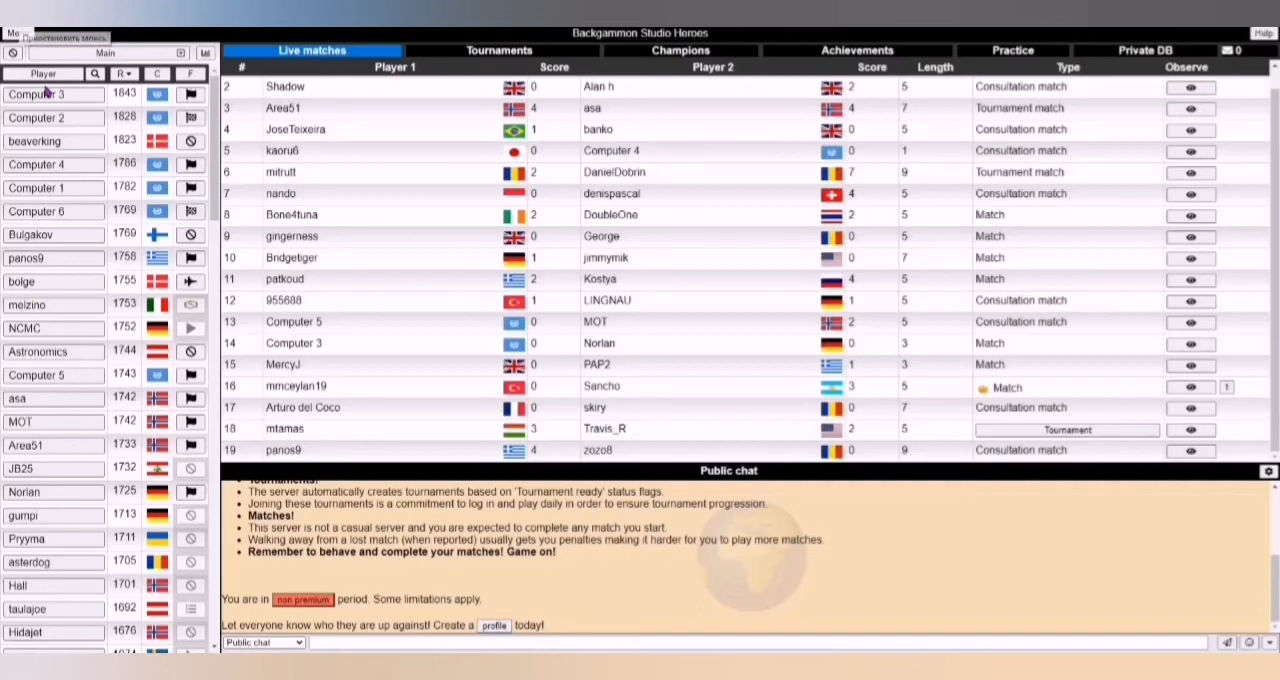 Backgammon Studio Heroes
Help
Main
Live matches Tournaments Champions Achievements Practice Private DB 0
Player R C F
# Player 1 Score Player 2 Score Length Type Observe
Computer 3 1843
Computer 2 1828
beaverking 1823
Computer 4 1786
Computer 1 1782
Computer 6 1769
Bulgakov 1769
panos9 1758
bolge 1755
melzino 1753
NCMC 1752
Astronomics 1744
Computer 5 1743
asa 1742
MOT 1742
Area51 1733
JB25 1732
Norlan 1725
gumpi 1713
Pryyma 1711
asterdog 1705
Hall 1701
taulajoe 1692
Hidajet 1676
2 Shadow 0 Alan h 2 5 Consultation match
3 Area51 4 asa 4 7 Tournament match
4 JoseTeixeira 1 banko 0 5 Consultation match
5 kaoru6 0 Computer 4 0 1 Consultation match
6 mitrutt 2 DanielDobrin 7 9 Tournament match
7 nando 0 denispascal 4 5 Consultation match
8 Bone4tuna 2 DoubleOne 2 5 Match
9 gingerness 0 George 0 5 Match
10 Bridgetiger 1 jimmymik 0 7 Match
11 patkoud 2 Kostya 4 5 Match
12 955688 1 LINGNAU 1 5 Consultation match
13 Computer 5 0 MOT 2 5 Consultation match
14 Computer 3 0 Norlan 0 3 Match
15 MercyJ 0 PAP2 1 3 Match
16 mmceylan19 0 Sancho 3 5 Match 1
17 Arturo del Coco 0 skiry 0 7 Consultation match
18 mtamas 3 Travis_R 2 5 Tournament
19 panos9 4 zozo8 0 9 Consultation match
Public chat
Tournaments!
• The server automatically creates tournaments based on 'Tournament ready' status flags.
• Joining these tournaments is a commitment to log in and play daily in order to ensure tournament progression.
• Matches!
• This server is not a casual server and you are expected to complete any match you start.
• Walking away from a lost match (when reported) usually gets you penalties making it harder for you to play more matches.
• Remember to behave and complete your matches! Game on!
You are in non premium period. Some limitations apply.
Let everyone know who they are up against! Create a profile today!
Public chat